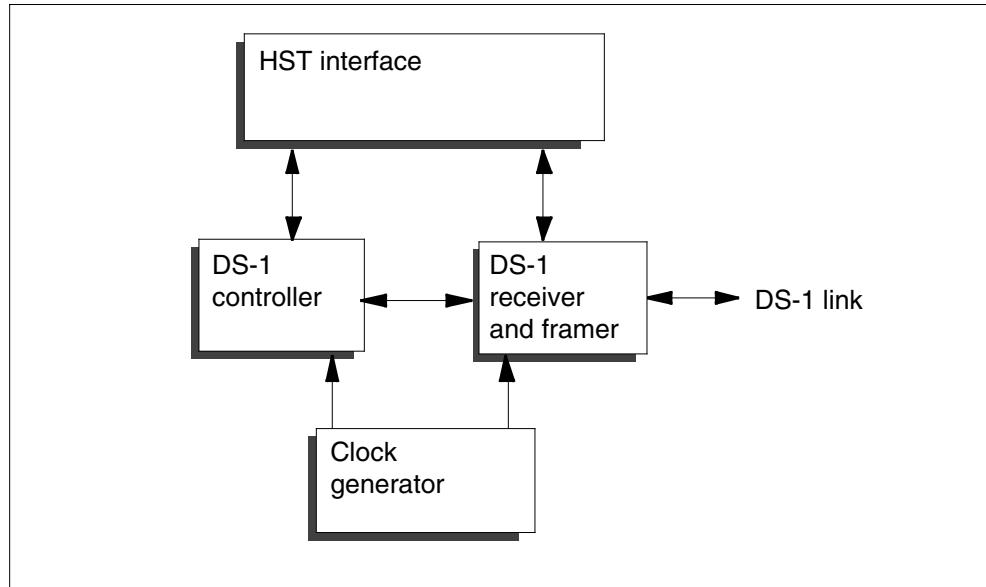 HST interface
DS-1
controller
DS-1
receiver
and framer
DS-1 link
Clock
generator